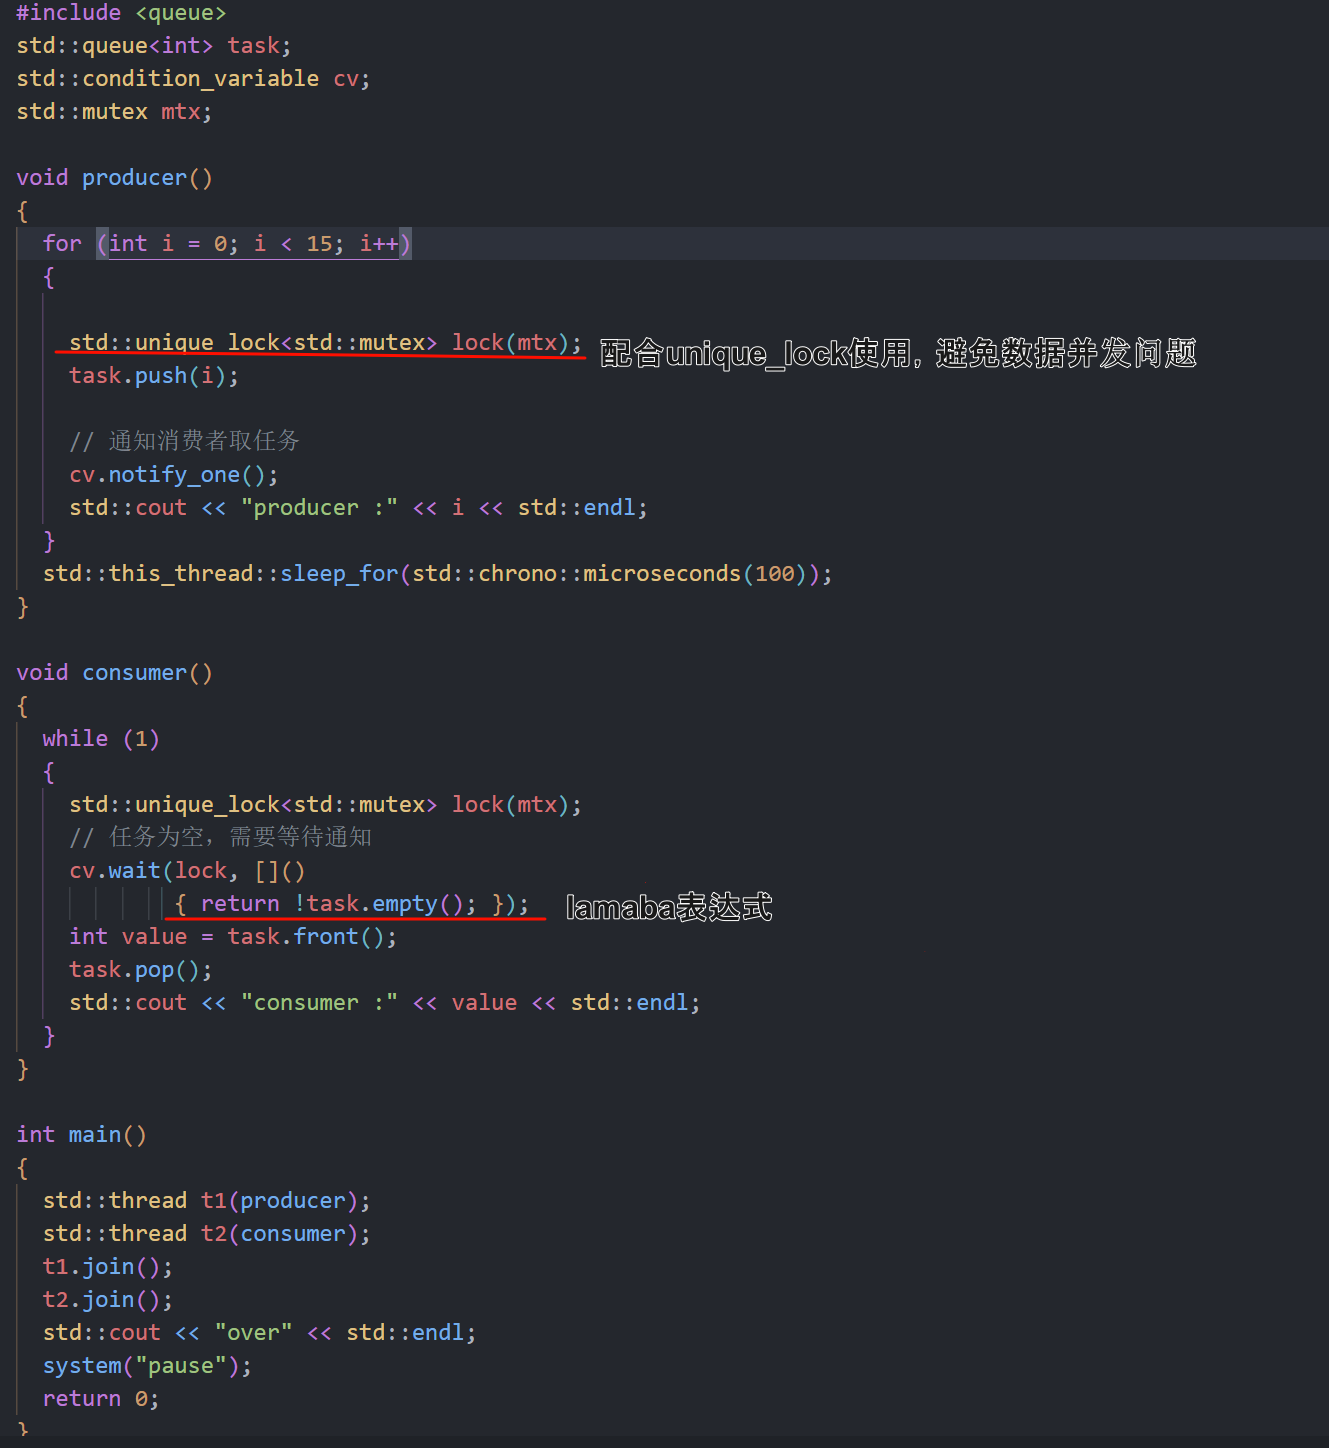 #include <queue>
std::queue<int> task;
std::condition_variable cv;
std::mutex mtx;
void producer()
{
for (int i = 0; i < 15; i++)
{
std::unique_lock<std::mutex> lock(mtx); 配合unique_lock使用, 避免数据并发问题
task.push(i);
// 通知消费者取任务
cv.notify_one();
std::cout << "producer :" << i << std::endl;
}
std::this_thread::sleep_for(std::chrono::microseconds(100));
}
void consumer()
{
while (1)
{
std::unique_lock<std::mutex> lock(mtx);
// 任务为空，需要等待通知
cv.wait(lock, []()
{ return !task.empty(); }); lamaba表达式
int value = task.front();
task.pop();
std::cout << "consumer :" << value << std::endl;
}
}
int main()
{
std::thread t1(producer);
std::thread t2(consumer);
t1.join();
t2.join();
std::cout << "over" << std::endl;
system("pause");
return 0;
}